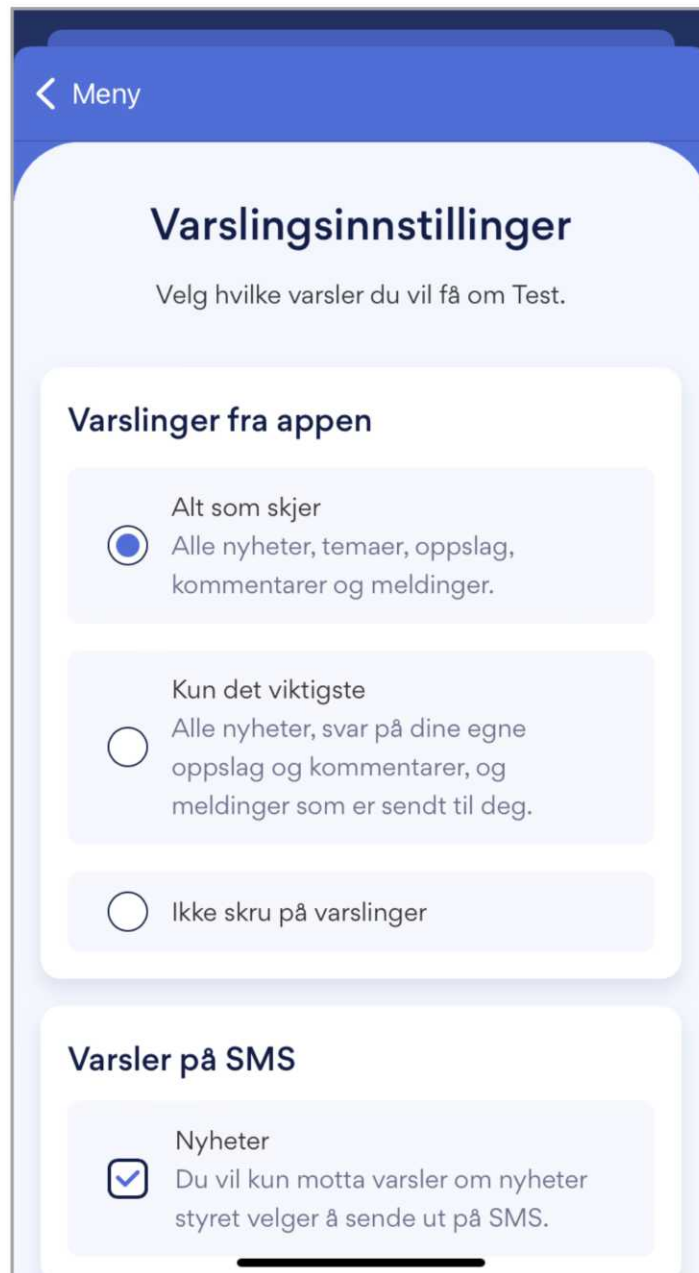 Meny
Varslingsinnstillinger
Velg hvilke varsler du vil få om Test.
Varslinger fra appen
Alt som skjer
Alle nyheter, temaer, oppslag,
kommentarer og meldinger.
Kun det viktigste
Alle nyheter, svar på dine egne
oppslag og kommentarer, og
meldinger som er sendt til deg.
Ikke skru på varslinger
Varsler på SMS
Nyheter
Du vil kun motta varsler om nyheter
styret velger å sende ut på SMS.